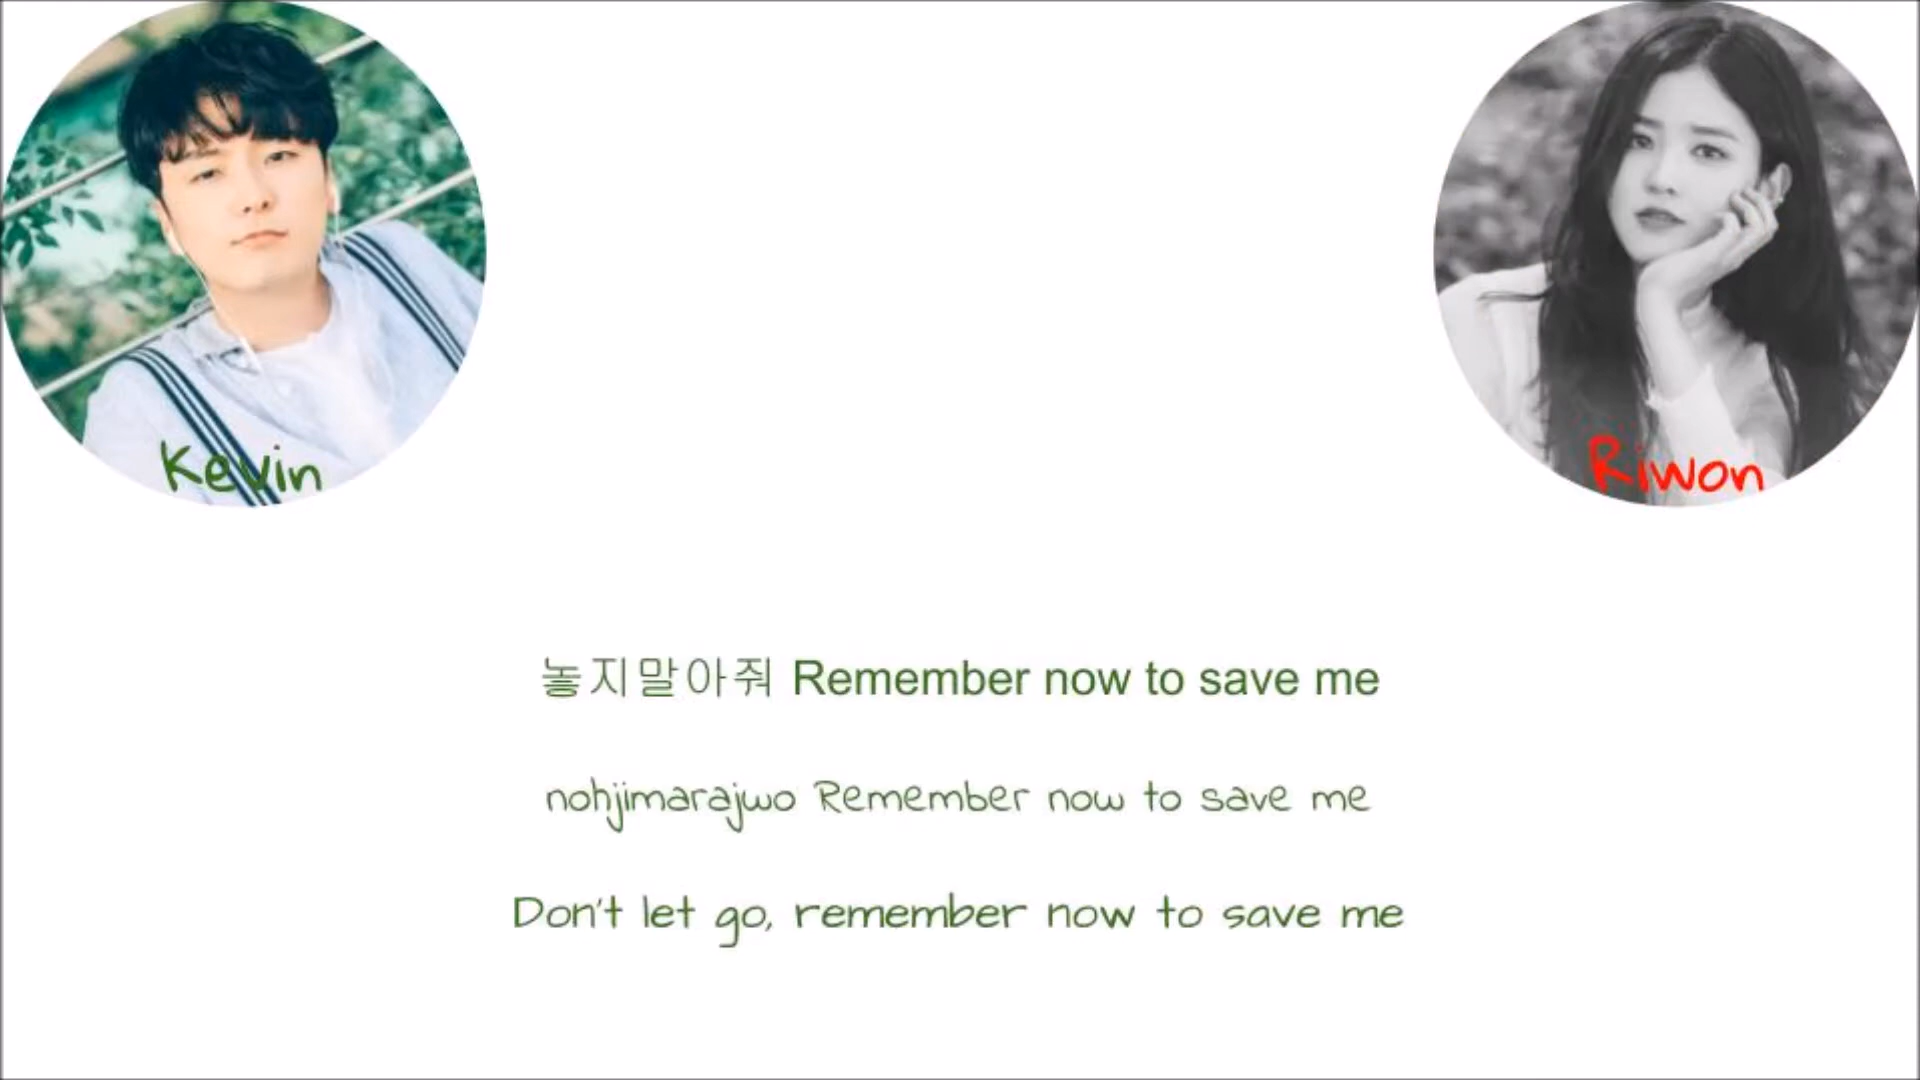 Kevin
Riwon
놓지말아줘 Remember now to save me
nohjimarajwo Remember now to save me
Don't let go, remember now to save me